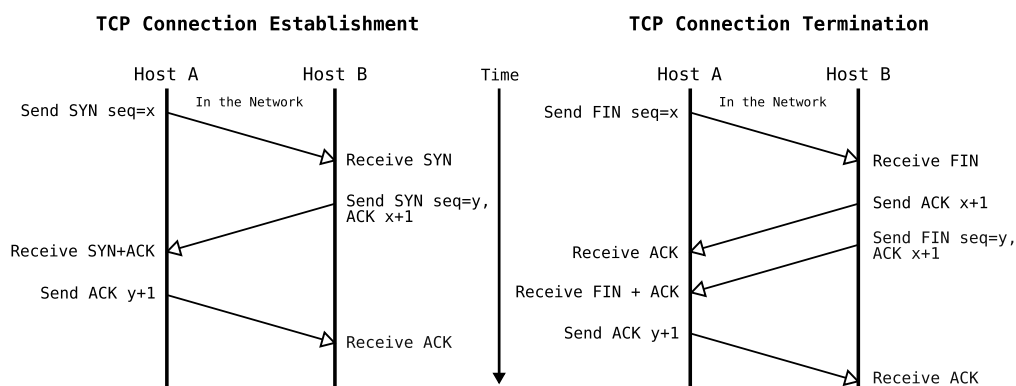 TCP Connection Establishment
Host A
Host B
In the Network
Send SYN seq=x
Receive SYN
Send SYN seq=y,
ACK x+1
Receive SYN+ACK
Send ACK y+1
Receive ACK
Time
TCP Connection Termination
Host A
Host B
In the Network
Send FIN seq=x
Receive FIN
Send ACK x+1
Send FIN seq=y,
ACK x+1
Receive ACK
Receive FIN + ACK
Send ACK y+1
Receive ACK